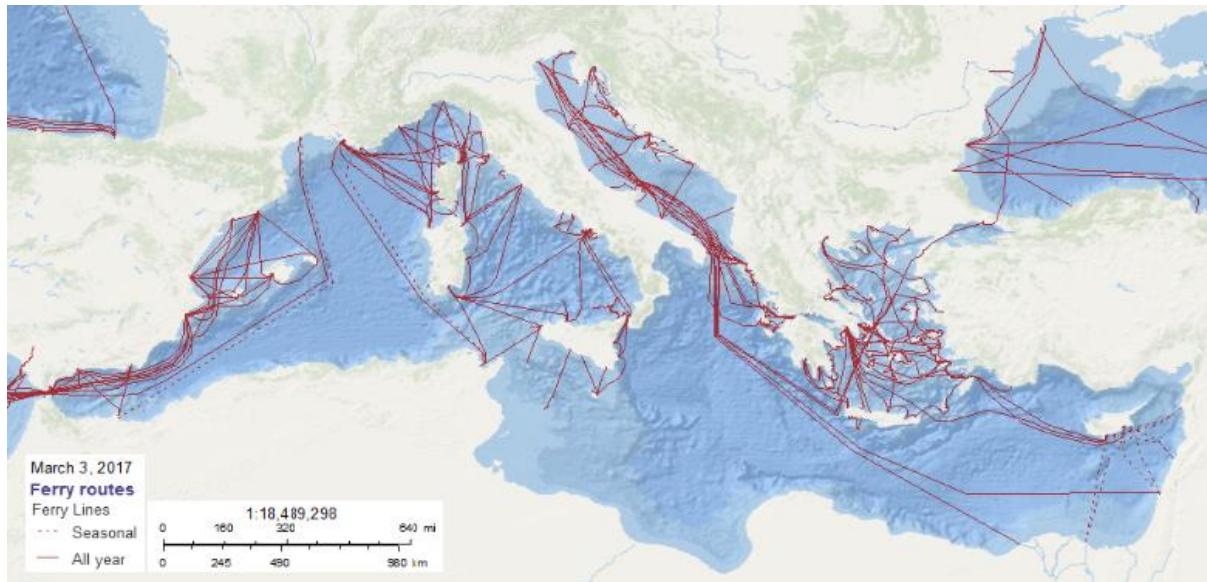 March 3, 2017
Ferry routes
Ferry Lines
Seasonal
All year
1:18,489,298
0 160 320 640 mi
0 245 490 980 km